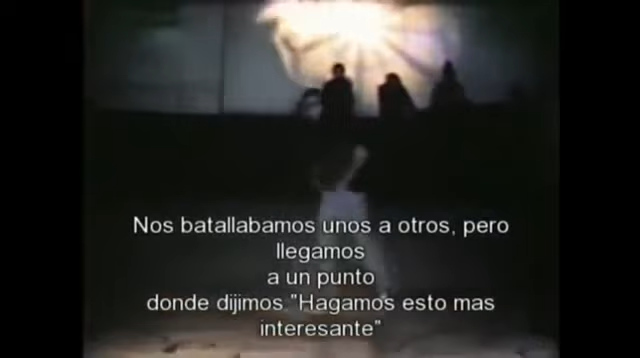 Nos batallabamos unos a otros, pero
llegamos
a un punto
donde dijimos "Hagamos esto mas
interesante"